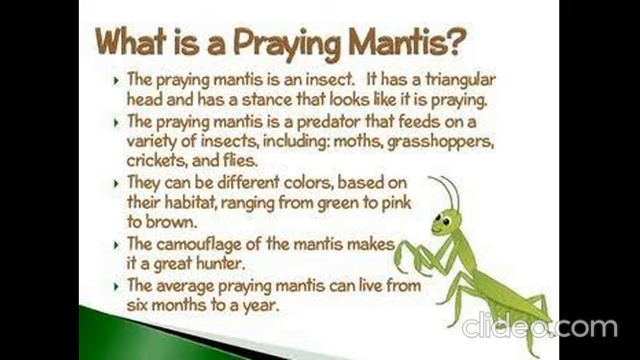 What is a Praying Mantis?
The praying mantis is an insect. It has a triangular
head and has a stance that looks like it is praying.
The praying mantis is a predator that feeds on a
variety of insects, including: moths, grasshoppers,
crickets, and flies.
They can be different colors, based on
their habitat, ranging from green to pink
to brown.
The camouflage of the mantis makes
it a great hunter.
The average praying mantis can live from
six months to a year.
clideo.com